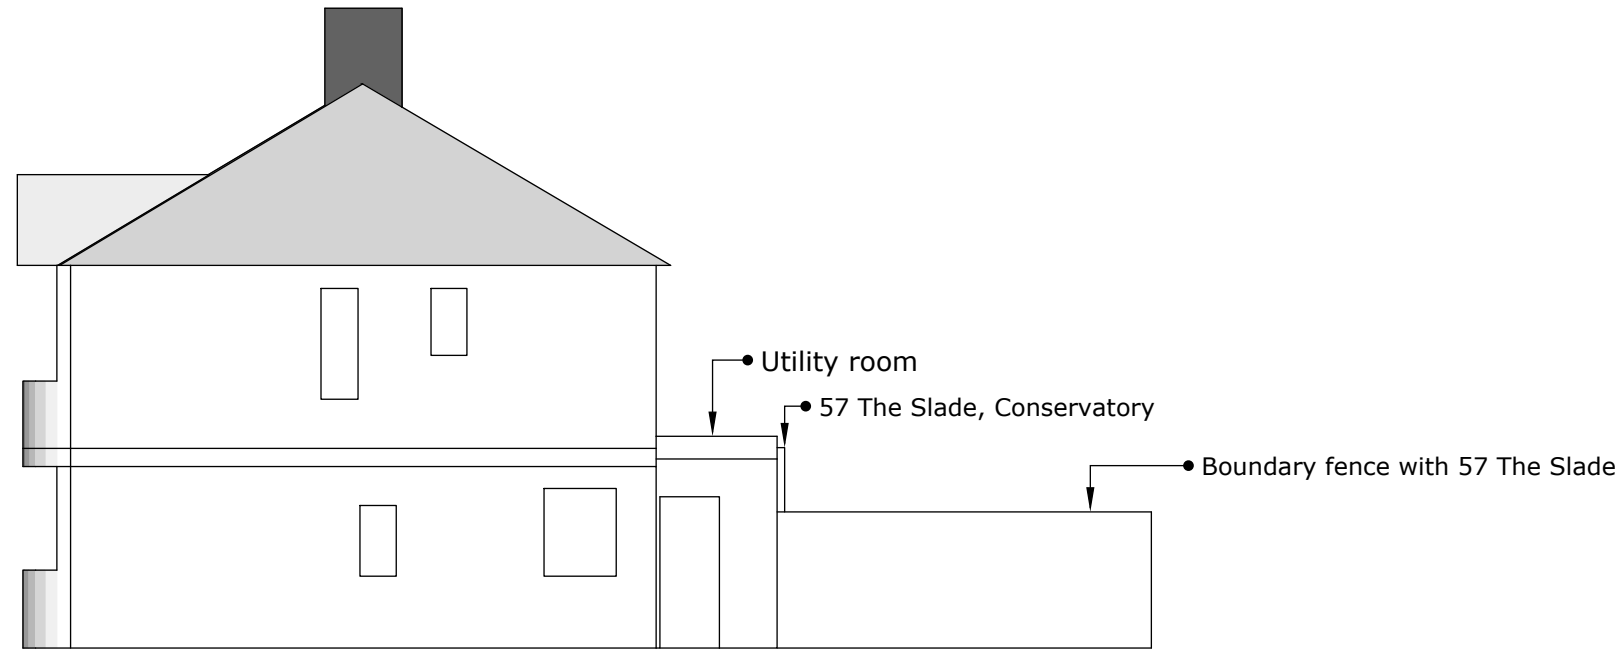 Utility room
57 The Slade, Conservatory
Boundary fence with 57 The Slade